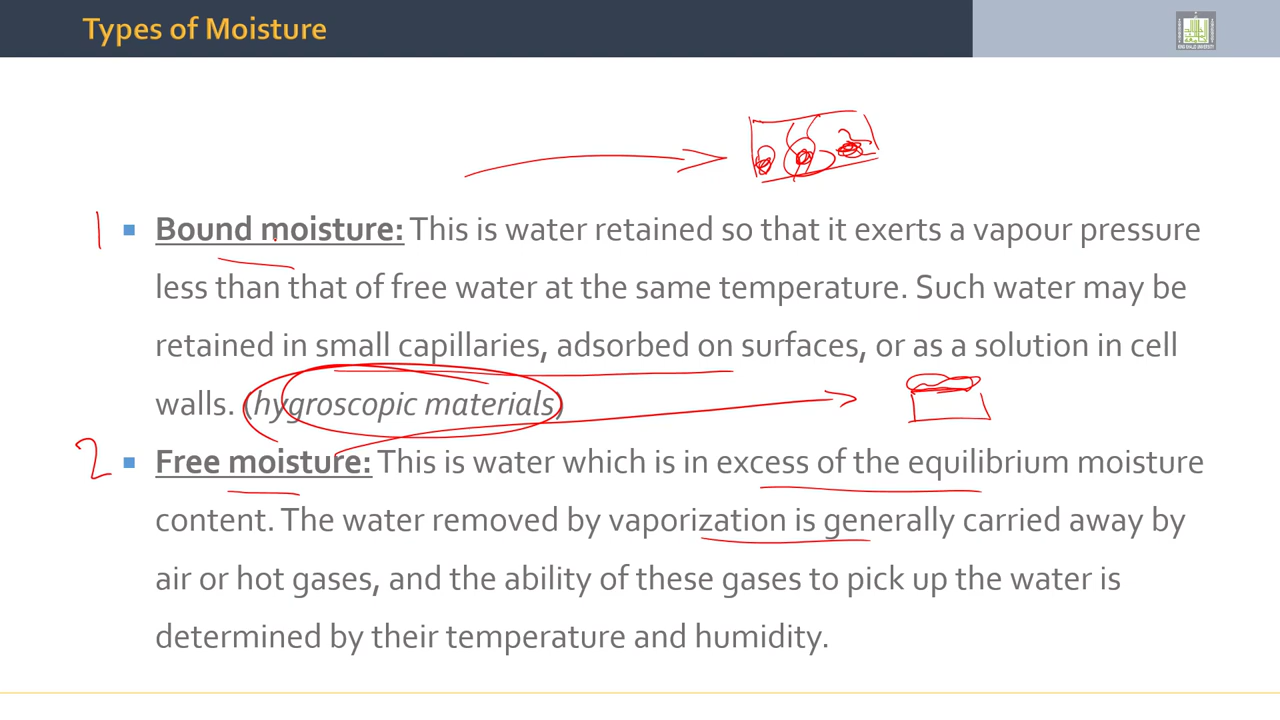 Types of Moisture
1 ▪ Bound moisture: This is water retained so that it exerts a vapour pressure
less than that of free water at the same temperature. Such water may be
retained in small capillaries, adsorbed on surfaces, or as a solution in cell
walls. (hygroscopic materials)
2 ▪ Free moisture: This is water which is in excess of the equilibrium moisture
content. The water removed by vaporization is generally carried away by
air or hot gases, and the ability of these gases to pick up the water is
determined by their temperature and humidity.